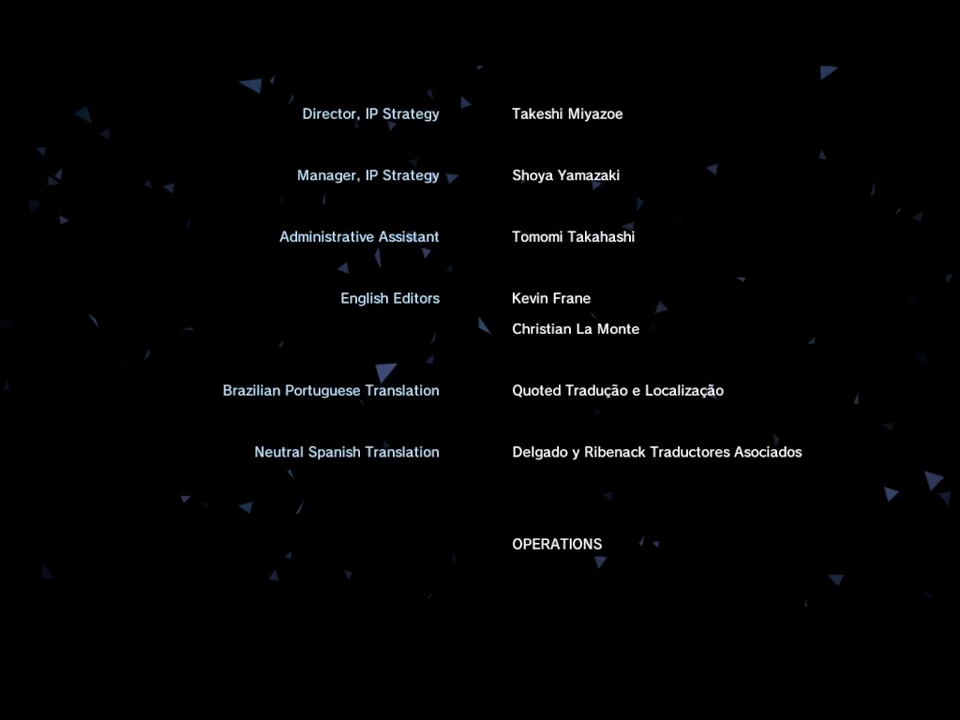 Director, IP Strategy Takeshi Miyazoe
Manager, IP Strategy Shoya Yamazaki
Administrative Assistant Tomomi Takahashi
English Editors Kevin Frane
Christian La Monte
Brazilian Portuguese Translation Quoted Tradução e Localização
Neutral Spanish Translation Delgado y Ribenack Traductores Asociados
OPERATIONS